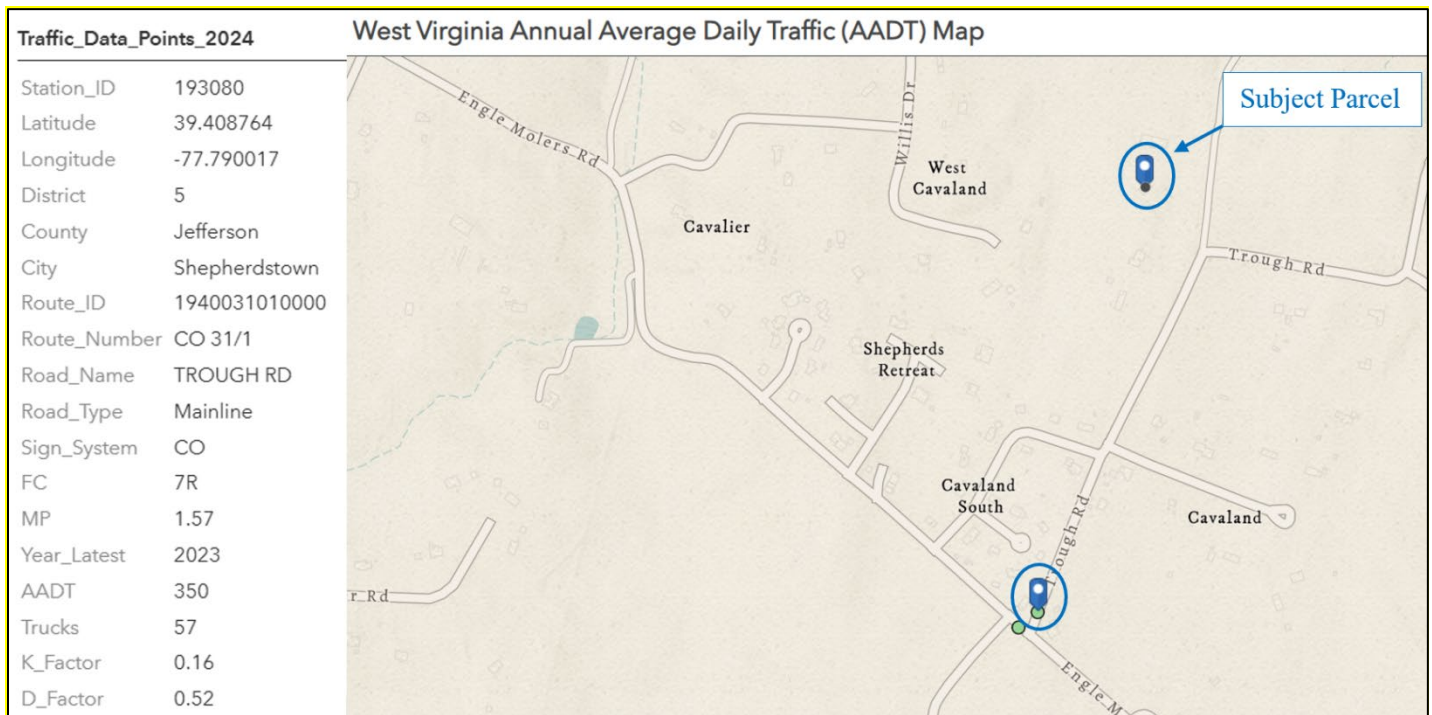 Traffic_Data_Points_2024
Station_ID 193080
Latitude 39.408764
Longitude -77.790017
District 5
County Jefferson
City Shepherdstown
Route_ID 1940031010000
Route_Number CO 31/1
Road_Name TROUGH RD
Road_Type Mainline
Sign_System CO
FC 7R
MP 1.57
Year_Latest 2023
AADT 350
Trucks 57
K_Factor 0.16
D_Factor 0.52
West Virginia Annual Average Daily Traffic (AADT) Map
Subject Parcel
Engle Molers Rd
Willis Dr
West
Cavaland
Cavalier
Trough Rd
Shepherds
Retreat
Cavaland
South
Cavaland
Trough Rd
r Rd
Engle M